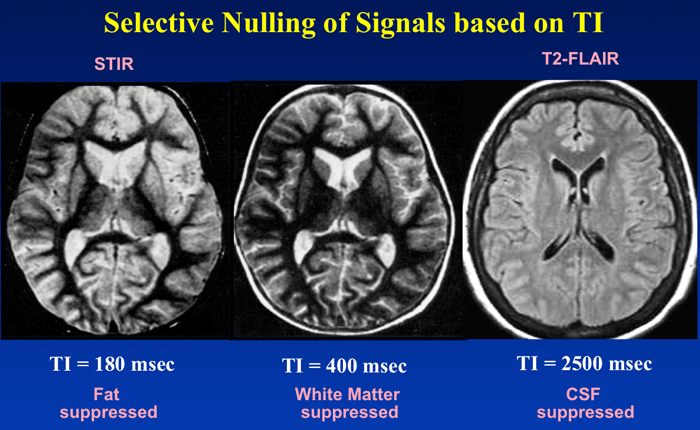 Selective Nulling of Signals based on TI
STIR
T2-FLAIR
TI = 180 msec
TI = 400 msec
TI = 2500 msec
Fat
suppressed
White Matter
suppressed
CSF
suppressed